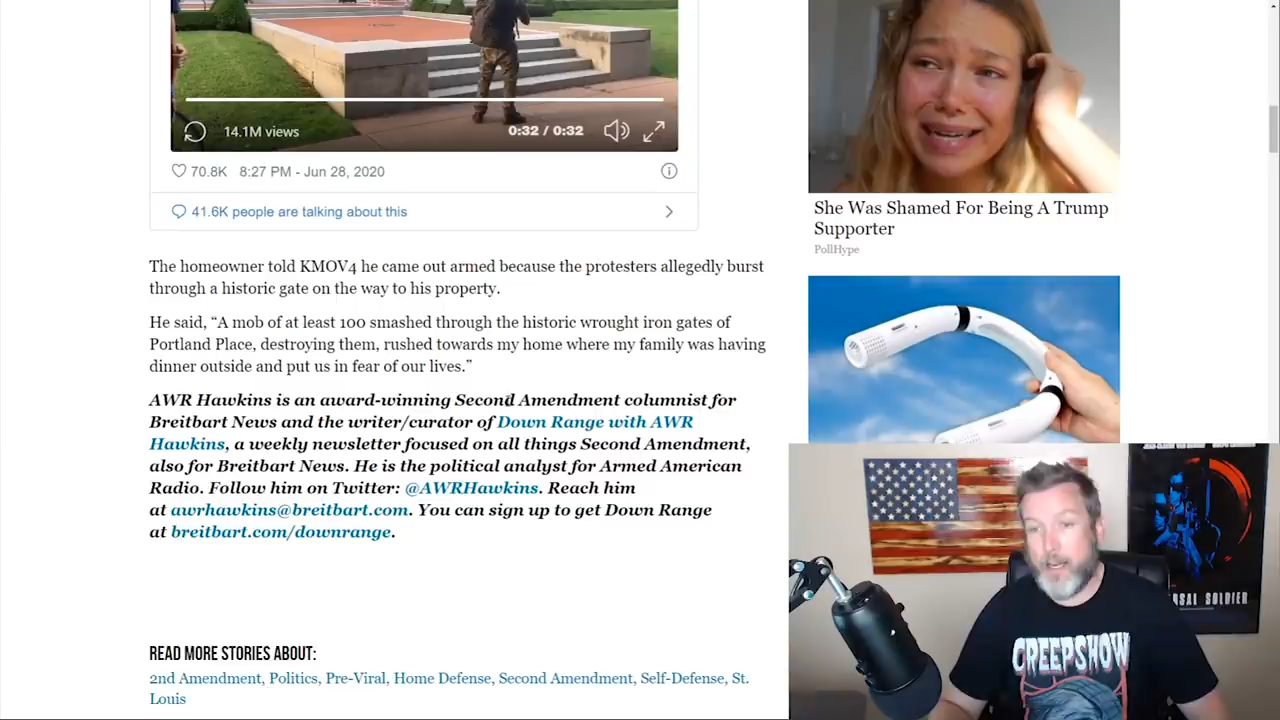 14.1M views
0:32 / 0:32
70.8K 8:27 PM - Jun 28, 2020
41.6K people are talking about this
The homeowner told KMOV4 he came out armed because the protesters allegedly burst
through a historic gate on the way to his property.
He said, “A mob of at least 100 smashed through the historic wrought iron gates of
Portland Place, destroying them, rushed towards my home where my family was having
dinner outside and put us in fear of our lives.”
AWR Hawkins is an award-winning Second Amendment columnist for
Breitbart News and the writer/curator of Down Range with AWR
Hawkins, a weekly newsletter focused on all things Second Amendment,
also for Breitbart News. He is the political analyst for Armed American
Radio. Follow him on Twitter: @AWRHawkins. Reach him
at awrhawkins@breitbart.com. You can sign up to get Down Range
at breitbart.com/downrange.
READ MORE STORIES ABOUT:
2nd Amendment, Politics, Pre-Viral, Home Defense, Second Amendment, Self-Defense, St.
Louis
She Was Shamed For Being A Trump
Supporter
PollHype
SOLDIER
CREEPSHOW